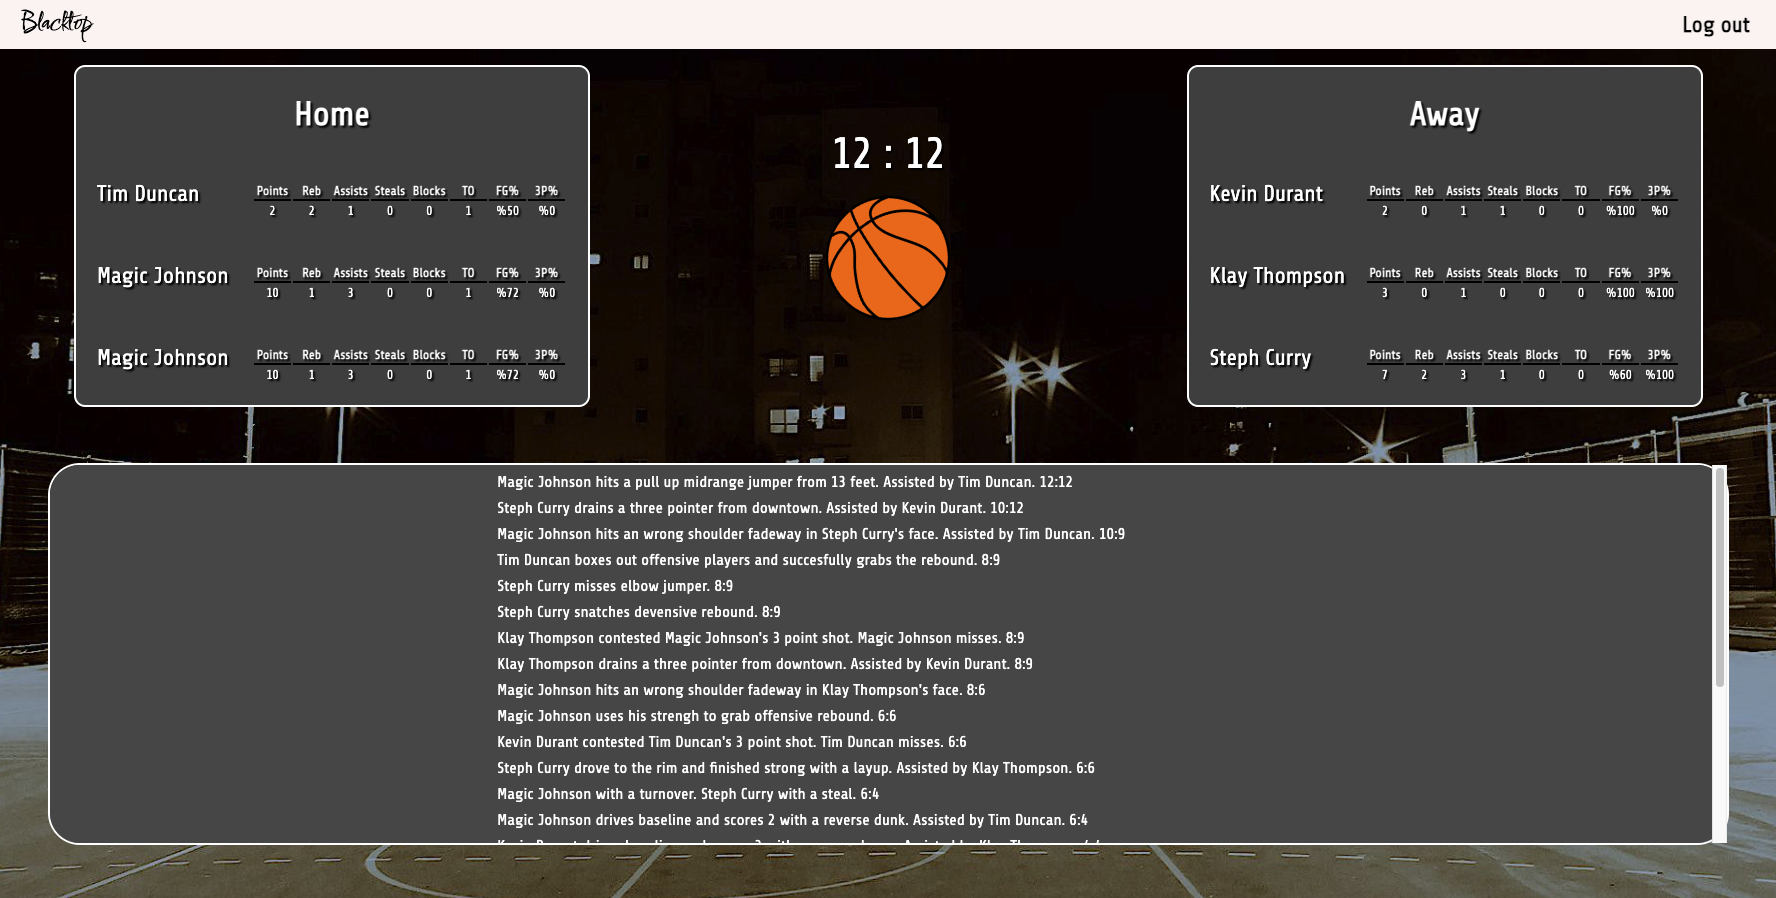 Blacktop
Log out
Home
Tim Duncan
Points Reb Assists Steals Blocks TO FG% 3P%
2 2 1 0 0 1 %50 %0
Magic Johnson
Points Reb Assists Steals Blocks TO FG% 3P%
10 1 3 0 0 1 %72 %0
Magic Johnson
Points Reb Assists Steals Blocks TO FG% 3P%
10 1 3 0 0 1 %72 %0
12 : 12
Away
Kevin Durant
Points Reb Assists Steals Blocks TO FG% 3P%
2 0 1 1 0 0 %100 %0
Klay Thompson
Points Reb Assists Steals Blocks TO FG% 3P%
3 0 1 0 0 0 %100 %100
Steph Curry
Points Reb Assists Steals Blocks TO FG% 3P%
7 2 3 1 0 0 %60 %100
Magic Johnson hits a pull up midrange jumper from 13 feet. Assisted by Tim Duncan. 12:12
Steph Curry drains a three pointer from downtown. Assisted by Kevin Durant. 10:12
Magic Johnson hits an wrong shoulder fadeway in Steph Curry's face. Assisted by Tim Duncan. 10:9
Tim Duncan boxes out offensive players and succesfully grabs the rebound. 8:9
Steph Curry misses elbow jumper. 8:9
Steph Curry snatches devensive rebound. 8:9
Klay Thompson contested Magic Johnson's 3 point shot. Magic Johnson misses. 8:9
Klay Thompson drains a three pointer from downtown. Assisted by Kevin Durant. 8:9
Magic Johnson hits an wrong shoulder fadeway in Klay Thompson's face. 8:6
Magic Johnson uses his strengh to grab offensive rebound. 6:6
Kevin Durant contested Tim Duncan's 3 point shot. Tim Duncan misses. 6:6
Steph Curry drove to the rim and finished strong with a layup. Assisted by Klay Thompson. 6:6
Magic Johnson with a turnover. Steph Curry with a steal. 6:4
Magic Johnson drives baseline and scores 2 with a reverse dunk. Assisted by Tim Duncan. 6:4